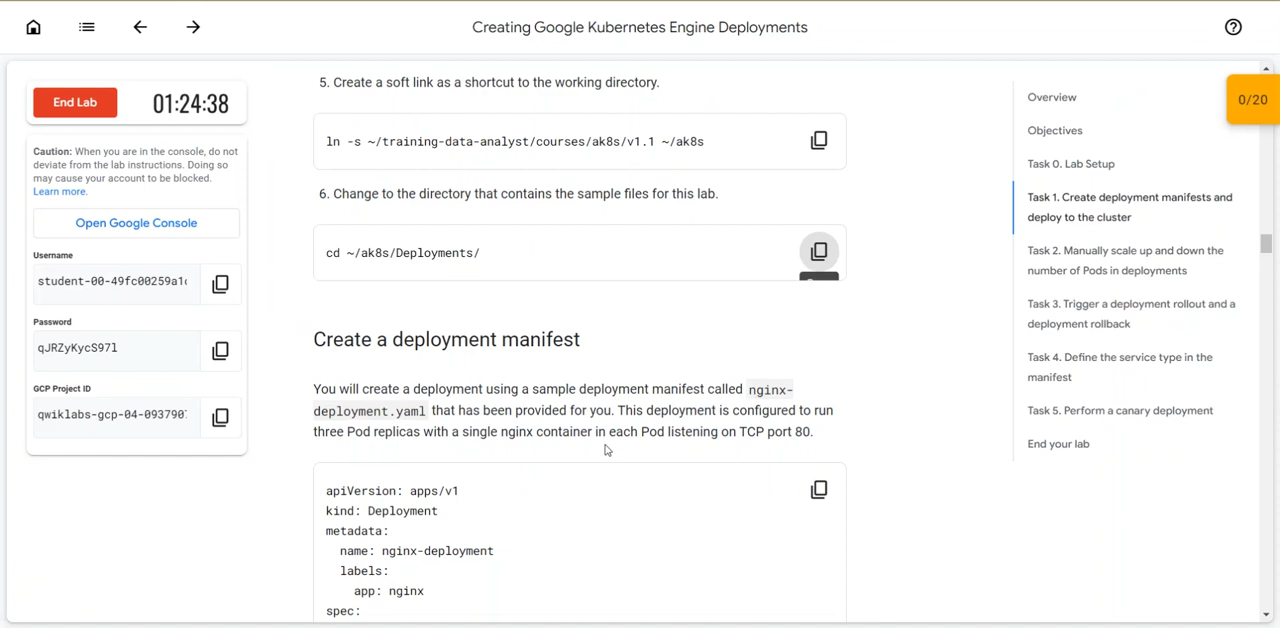 Creating Google Kubernetes Engine Deployments
End Lab
01:24:38
Caution: When you are in the console, do not
deviate from the lab instructions. Doing so
may cause your account to be blocked.
Learn more.
Open Google Console
Username
student-00-49fc00259a1
Password
qJRZyKycS97l
GCP Project ID
qwiklabs-gcp-04-093790
5. Create a soft link as a shortcut to the working directory.
ln -s ~/training-data-analyst/courses/ak8s/v1.1 ~/ak8s
6. Change to the directory that contains the sample files for this lab.
cd ~/ak8s/Deployments/
Create a deployment manifest
You will create a deployment using a sample deployment manifest called nginx-
deployment.yaml that has been provided for you. This deployment is configured to run
three Pod replicas with a single nginx container in each Pod listening on TCP port 80.
apiVersion: apps/v1
kind: Deployment
metadata:
name: nginx-deployment
labels:
app: nginx
spec:
Overview
Objectives
Task 0. Lab Setup
Task 1. Create deployment manifests and
deploy to the cluster
Task 2. Manually scale up and down the
number of Pods in deployments
Task 3. Trigger a deployment rollout and a
deployment rollback
Task 4. Define the service type in the
manifest
Task 5. Perform a canary deployment
End your lab
0/20